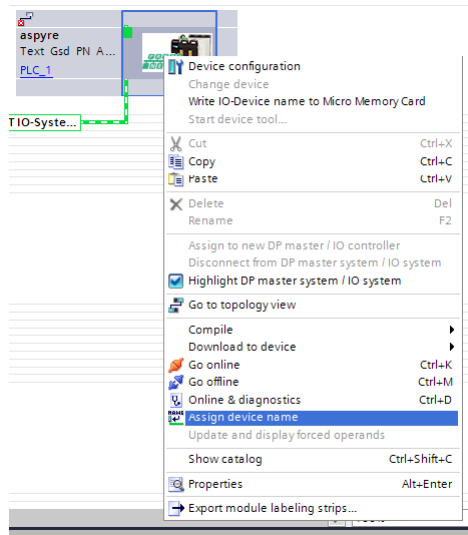 aspyre
Text Gsd PN A...
PLC_1
T IO-Syste...
Device configuration
Change device
Write IO-Device name to Micro Memory Card
Start device tool...
Cut Ctrl+X
Copy Ctrl+C
Paste Ctrl+V
Delete Del
Rename F2
Assign to new DP master / IO controller
Disconnect from DP master system / IO system
Highlight DP master system / IO system
Go to topology view
Compile
Download to device
Go online Ctrl+K
Go offline Ctrl+M
Online & diagnostics Ctrl+D
Assign device name
Update and display forced operands
Show catalog Ctrl+Shift+C
Properties Alt+Enter
Export module labeling strips...